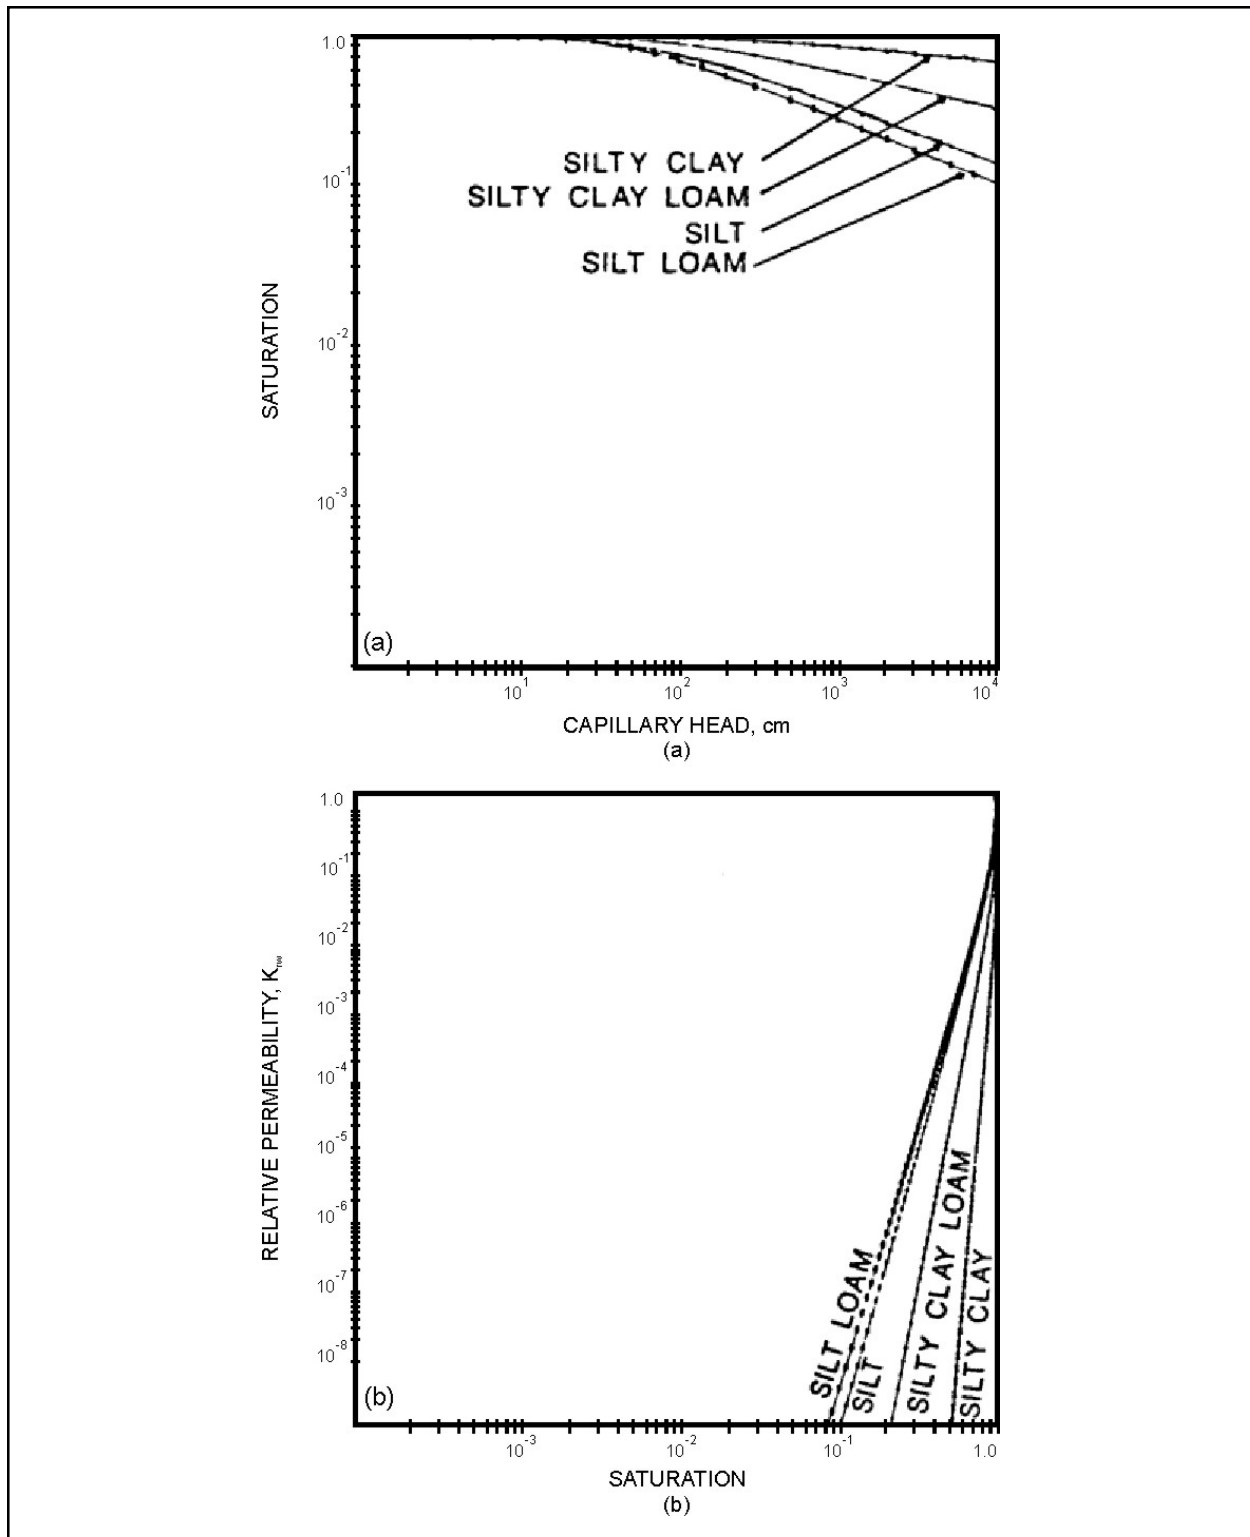 1.0
SATURATION
10⁻¹
10⁻²
10⁻³
SILTY CLAY
SILTY CLAY LOAM
SILT
SILT LOAM
(a)
10¹
10²
10³
10⁴
CAPILLARY HEAD, cm
(a)
1.0
10⁻¹
10⁻²
10⁻³
10⁻⁴
10⁻⁵
10⁻⁶
10⁻⁷
10⁻⁸
RELATIVE PERMEABILITY, K
SILT LOAM
SILT
SILTY CLAY LOAM
SILTY CLAY
(b)
10⁻³
10⁻²
10⁻¹
1.0
SATURATION
(b)